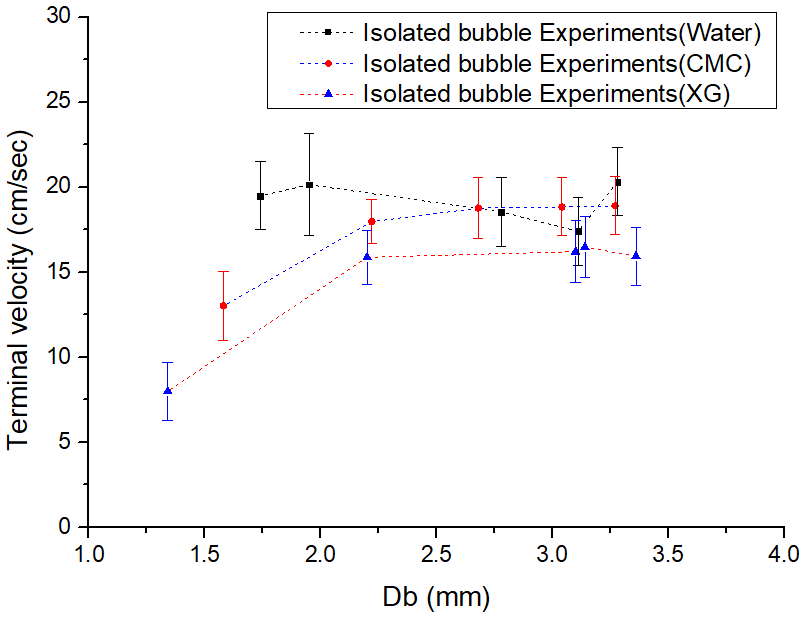 30
25
20
15
10
5
0
Terminal velocity (cm/sec)
Isolated bubble Experiments(Water)
Isolated bubble Experiments(CMC)
Isolated bubble Experiments(XG)
1.0 1.5 2.0 2.5 3.0 3.5 4.0
Db (mm)